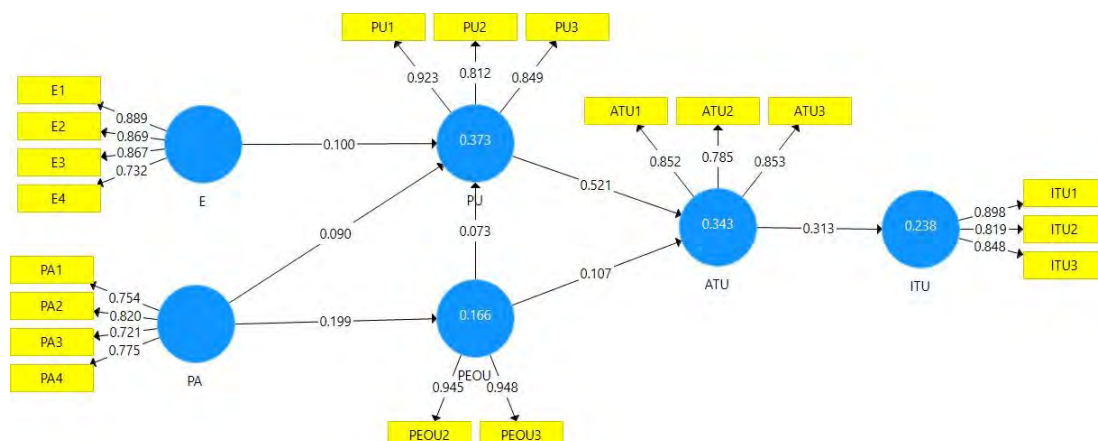 PU1
PU2
PU3
0.923
0.812
0.849
E1
E2
E3
E4
0.889
0.869
0.867
0.732
E
0.100
0.373
PU
ATU1
ATU2
ATU3
0.852
0.785
0.853
0.521
0.090
0.073
0.343
ATU
0.313
0.238
ITU
0.898
0.819
0.848
ITU1
ITU2
ITU3
0.107
PA1
PA2
PA3
PA4
0.754
0.820
0.721
0.775
PA
0.199
0.166
PEOU
0.945
0.948
PEOU2
PEOU3